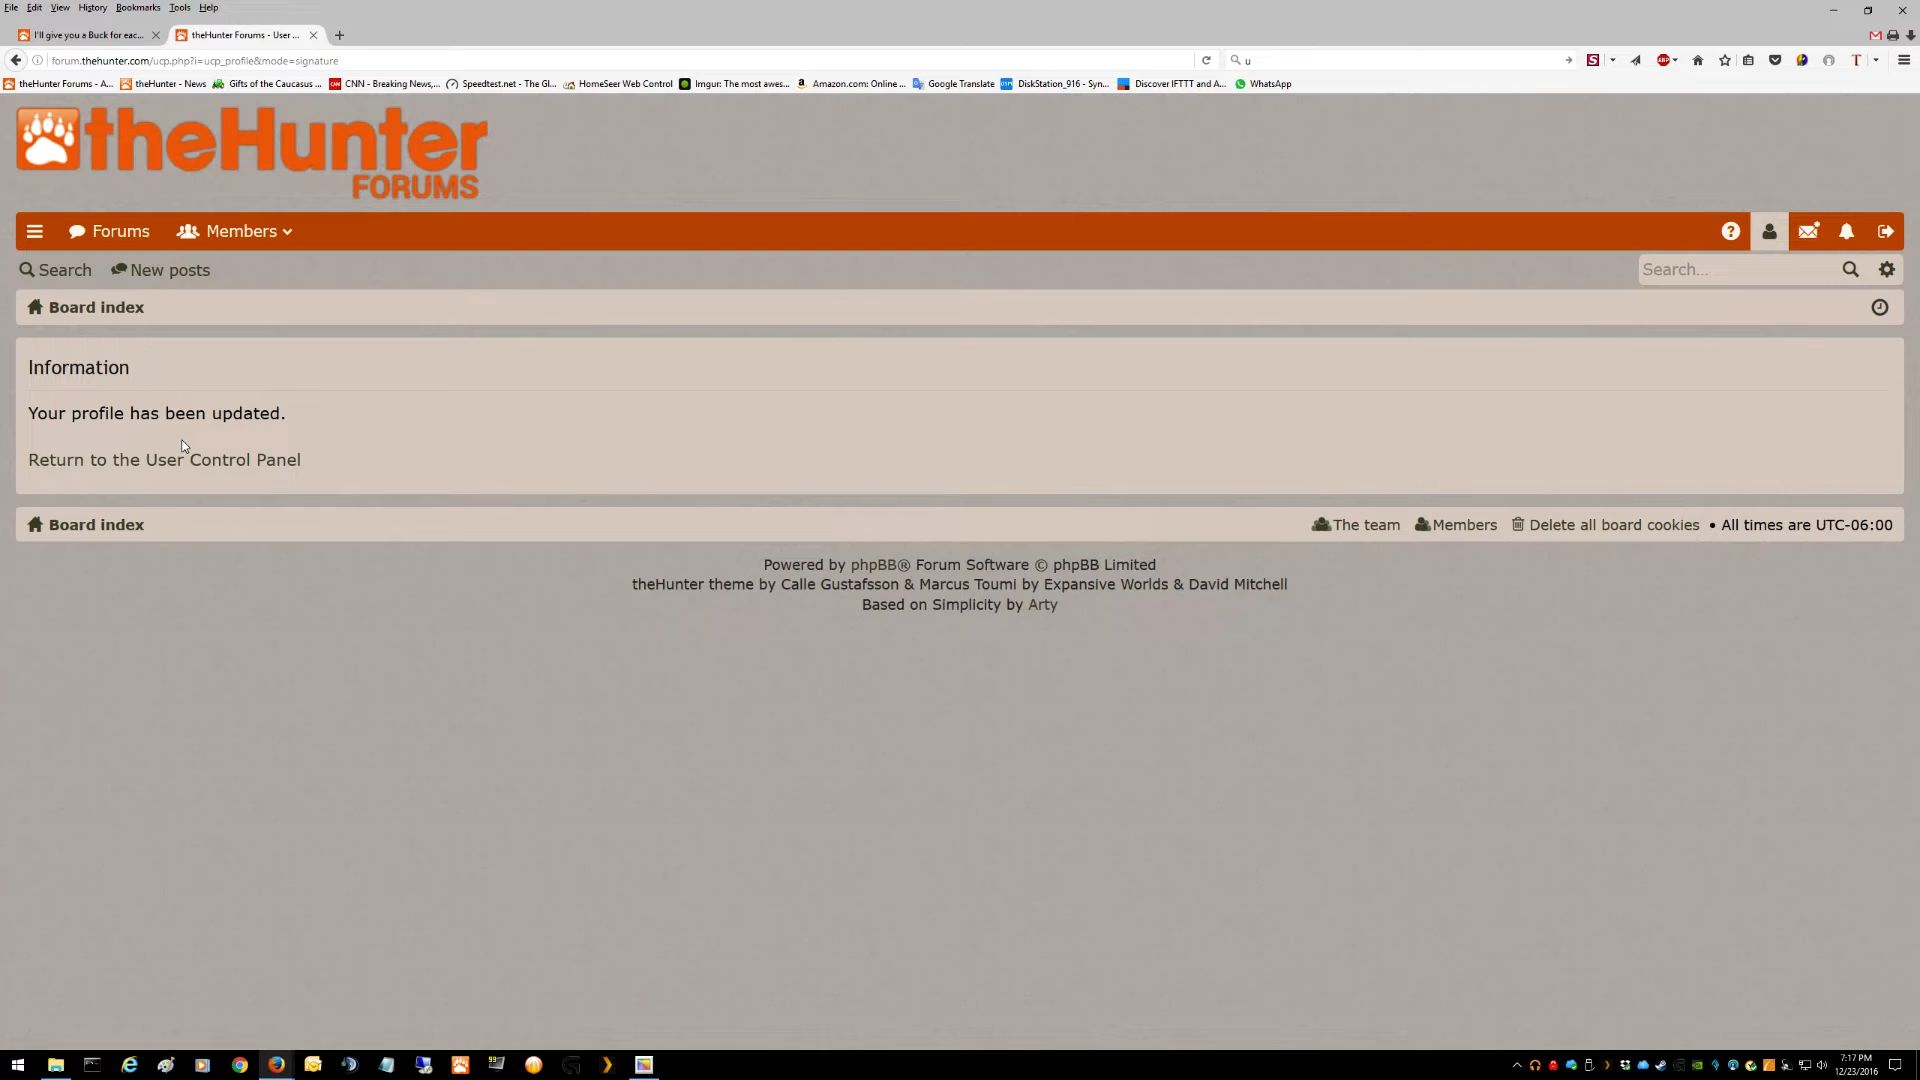 File Edit View History Bookmarks Tools Help
I'll give you a Buck for eac... theHunter Forums - User ...
forum.thehunter.com/ucp.php?i=ucp_profile&mode=signature u
theHunter Forums - A... theHunter - News Gifts of the Caucasus ... CNN - Breaking News,... Speedtest.net - The Gl... HomeSeer Web Control Imgur: The most awes... Amazon.com: Online ... Google Translate DiskStation_916 - Syn... Discover IFTTT and A... WhatsApp
theHunter
FORUMS
Forums Members
Search New posts Search...
Board index
Information
Your profile has been updated.
Return to the User Control Panel
Board index The team Members Delete all board cookies • All times are UTC-06:00
Powered by phpBB® Forum Software © phpBB Limited
theHunter theme by Calle Gustafsson & Marcus Toumi by Expansive Worlds & David Mitchell
Based on Simplicity by Arty
7:17 PM
12/23/2016